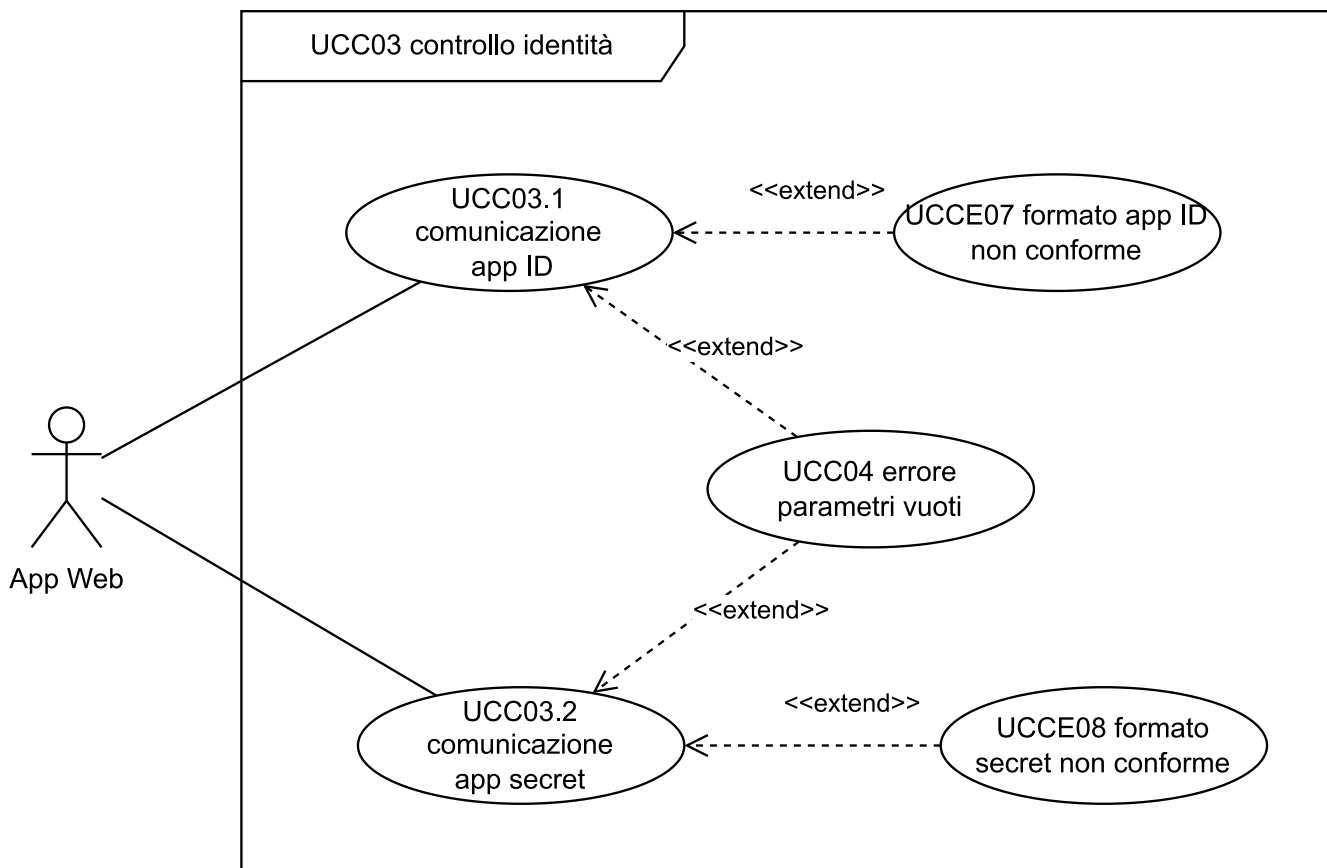 UCC03 controllo identità
UCC03.1
comunicazione
app ID
<<extend>>
UCCE07 formato app ID
non conforme
<<extend>>
UCC04 errore
parametri vuoti
App Web
<<extend>>
UCC03.2
comunicazione
app secret
<<extend>>
UCCE08 formato
secret non conforme